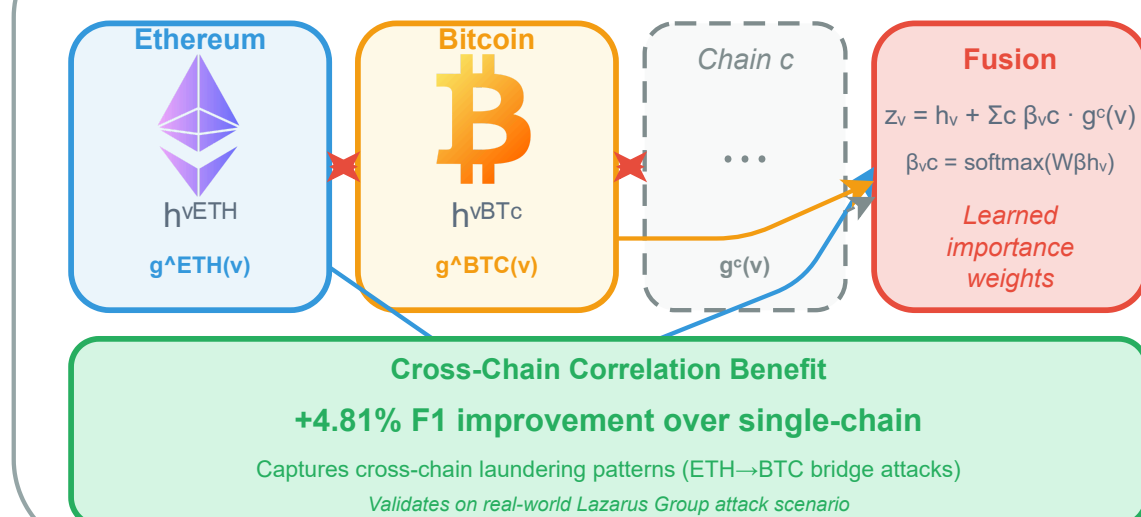 Ethereum
hᵛᴱᵀᴴ
g^ETH(v)
Bitcoin
hᵛᴮᵀᶜ
g^BTC(v)
Chain c
...
gᶜ(v)
Fusion
zᵥ = hᵥ + Σc βᵥc · gᶜ(v)
βᵥc = softmax(Wβhᵥ)
Learned
importance
weights
Cross-Chain Correlation Benefit
+4.81% F1 improvement over single-chain
Captures cross-chain laundering patterns (ETH→BTC bridge attacks)
Validates on real-world Lazarus Group attack scenario